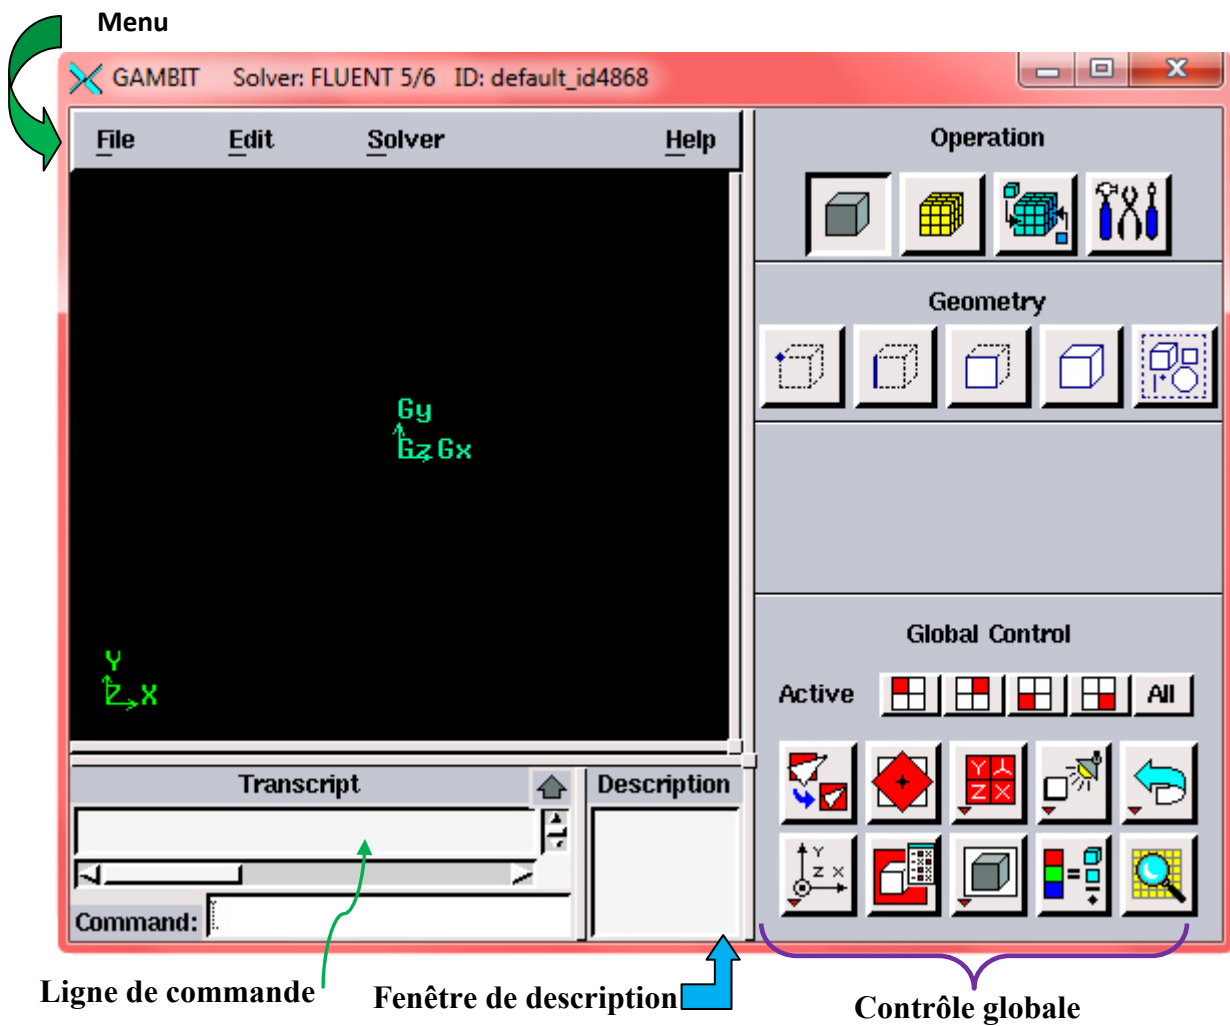 Menu
GAMBIT Solver: FLUENT 5/6 ID: default_id4868
File Edit Solver Help
Operation
Geometry
Gy
Gz Gx
Y
Z X
Global Control
Active All
Y Z X
Y
Z X
Transcript
Description
Command:
Ligne de commande
Fenêtre de description
Contrôle globale